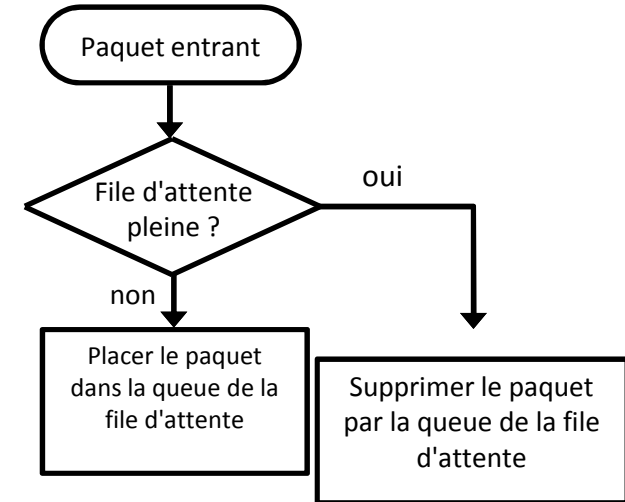 Paquet entrant
File d'attente
pleine ?
oui
non
Placer le paquet
dans la queue de la
file d'attente
Supprimer le paquet
par la queue de la file
d'attente